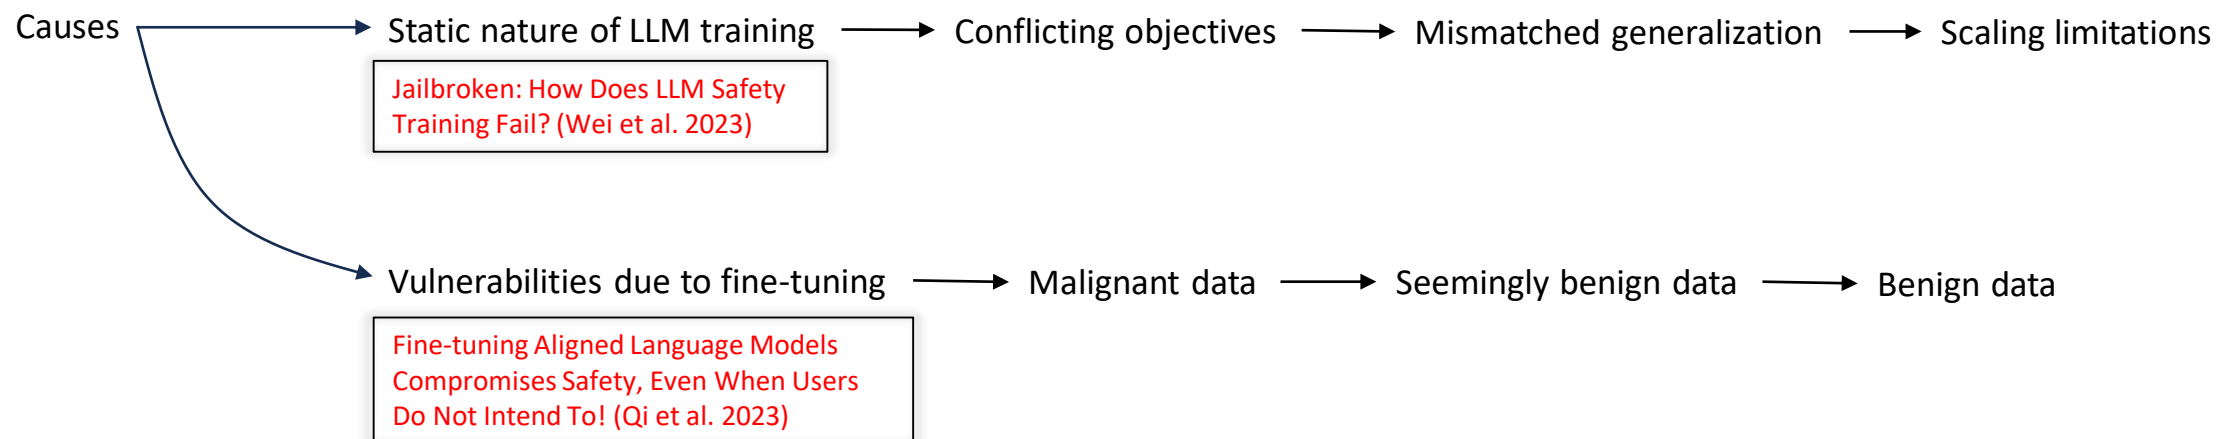 Causes
Static nature of LLM training
Conflicting objectives
Mismatched generalization
Scaling limitations
Jailbroken: How Does LLM Safety
Training Fail? (Wei et al. 2023)
Vulnerabilities due to fine-tuning
Malignant data
Seemingly benign data
Benign data
Fine-tuning Aligned Language Models
Compromises Safety, Even When Users
Do Not Intend To! (Qi et al. 2023)